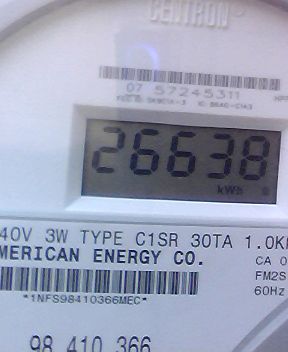 CENTRON
07 57245311
26638
kWh
40V 3W TYPE C1SR 30TA 1.0K
MERICAN ENERGY CO.
CA 0
FM2S
60Hz
*1NFS98410366MEC*
98 410 366